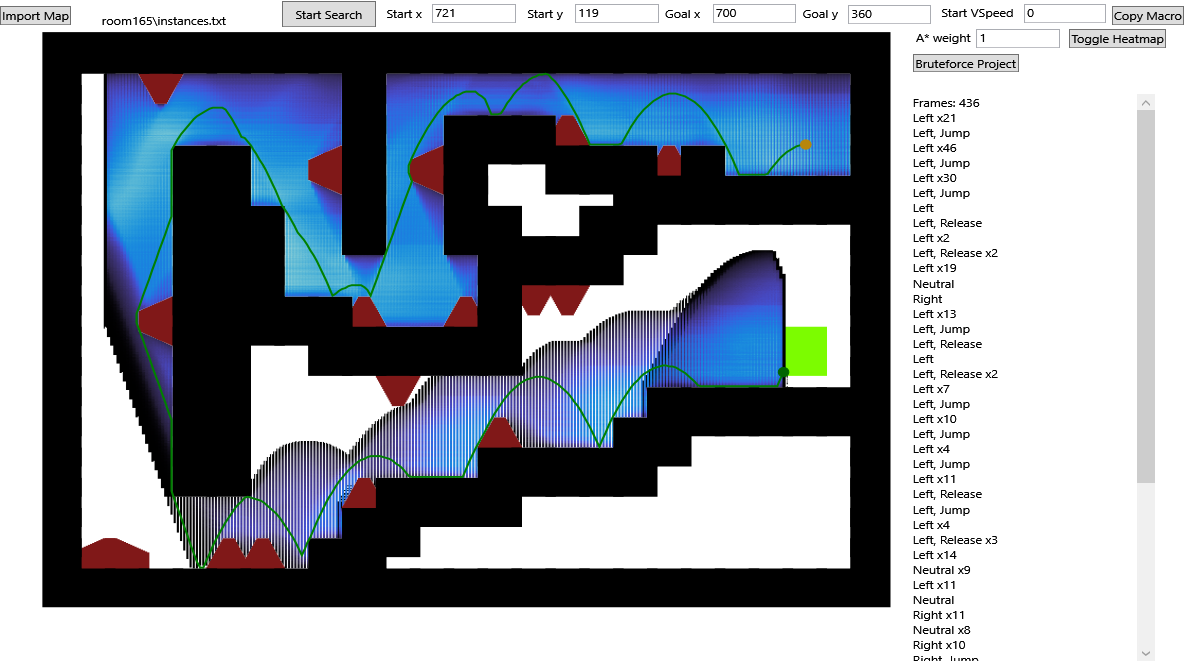 Import Map
room165\instances.txt
Start Search
Start x 721
Start y 119
Goal x 700
Goal y 360
Start VSpeed 0
Copy Macro
A* weight 1
Toggle Heatmap
Bruteforce Project
Frames: 436
Left x21
Left, Jump
Left x46
Left, Jump
Left x30
Left, Jump
Left
Left, Release
Left x2
Left, Release x2
Left x19
Neutral
Right
Left x13
Left, Jump
Left, Release
Left
Left, Release x2
Left x7
Left, Jump
Left x10
Left, Jump
Left x4
Left, Jump
Left x11
Left, Release
Left, Jump
Left x4
Left, Release x3
Left x14
Neutral x9
Left x11
Neutral
Right x11
Neutral x8
Right x10
Right, Jump